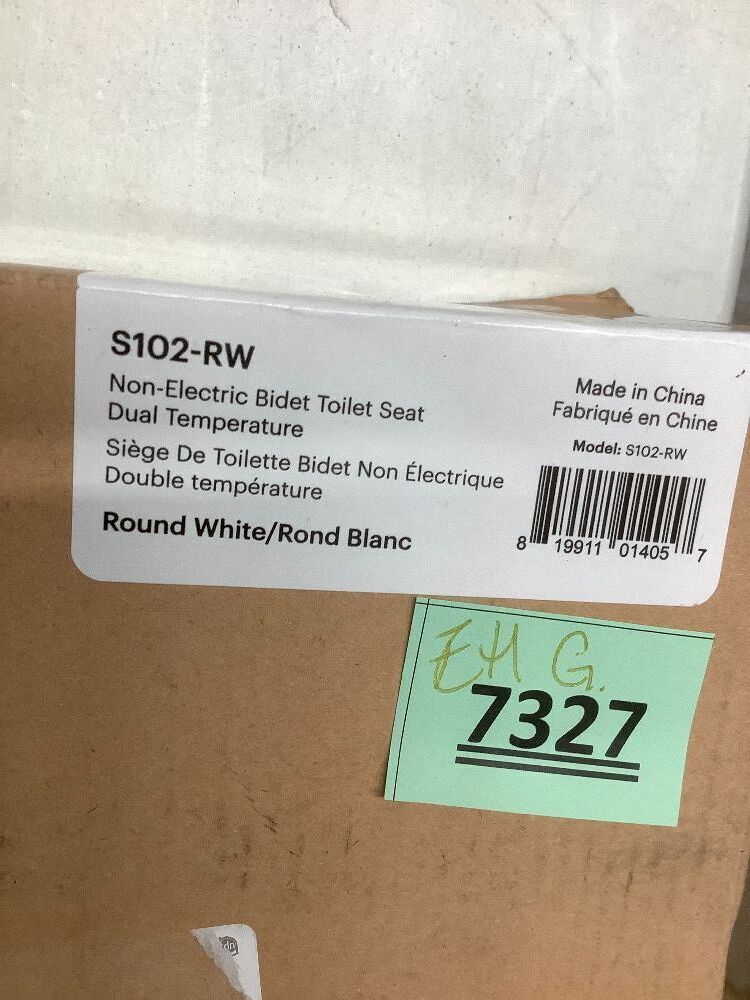 S102-RW
Non-Electric Bidet Toilet Seat
Dual Temperature
Siège De Toilette Bidet Non Électrique
Double température
Round White/Rond Blanc
Made in China
Fabriqué en Chine
Model: S102-RW
8 19911 01405 7
EH G.
7327